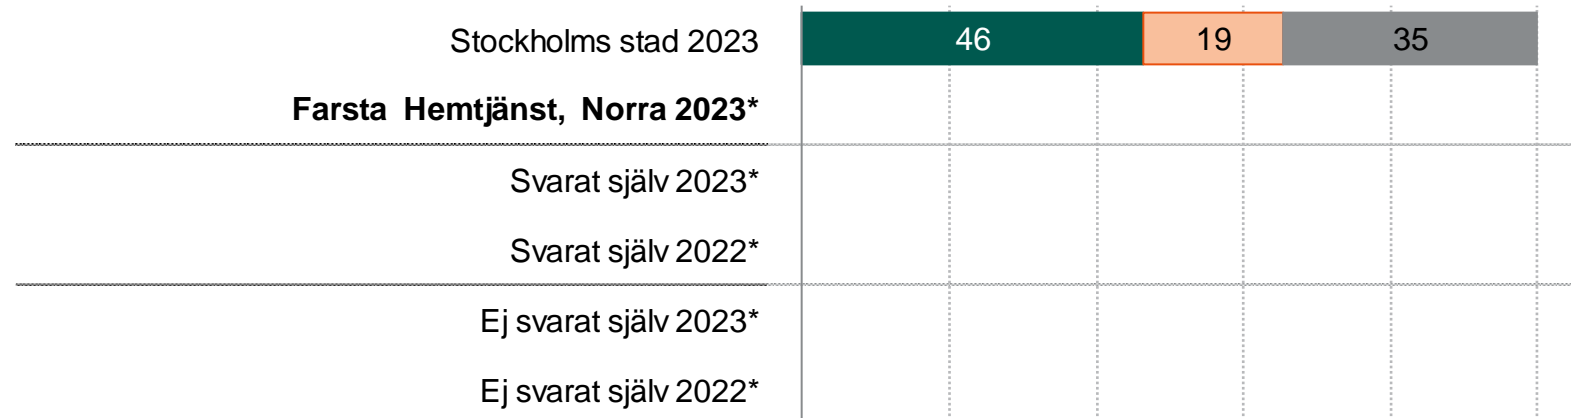 Stockholms stad 2023 46 19 35
Farsta Hemtjänst, Norra 2023*
Svarat själv 2023*
Svarat själv 2022*
Ej svarat själv 2023*
Ej svarat själv 2022*